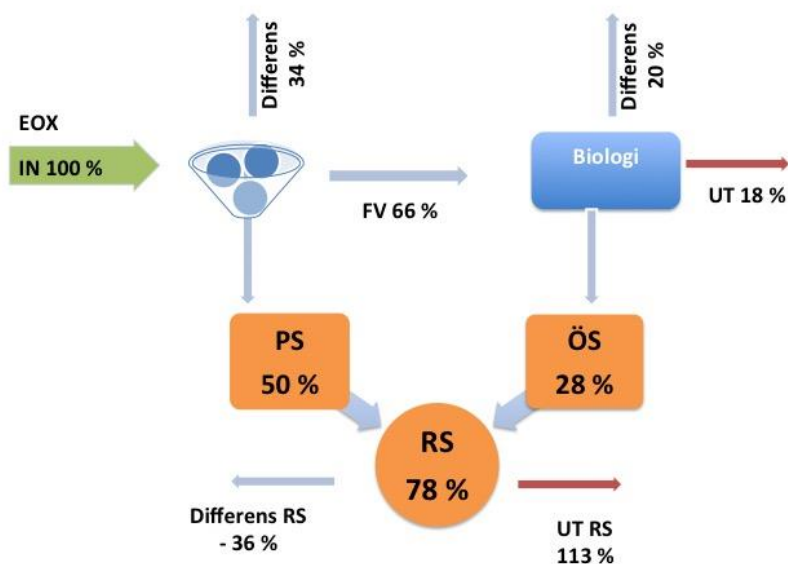 Differens
34 %
Differens
20 %
EOX
IN 100 %
Biologi
FV 66 %
UT 18 %
PS
50 %
ÖS
28 %
RS
78 %
Differens RS
- 36 %
UT RS
113 %